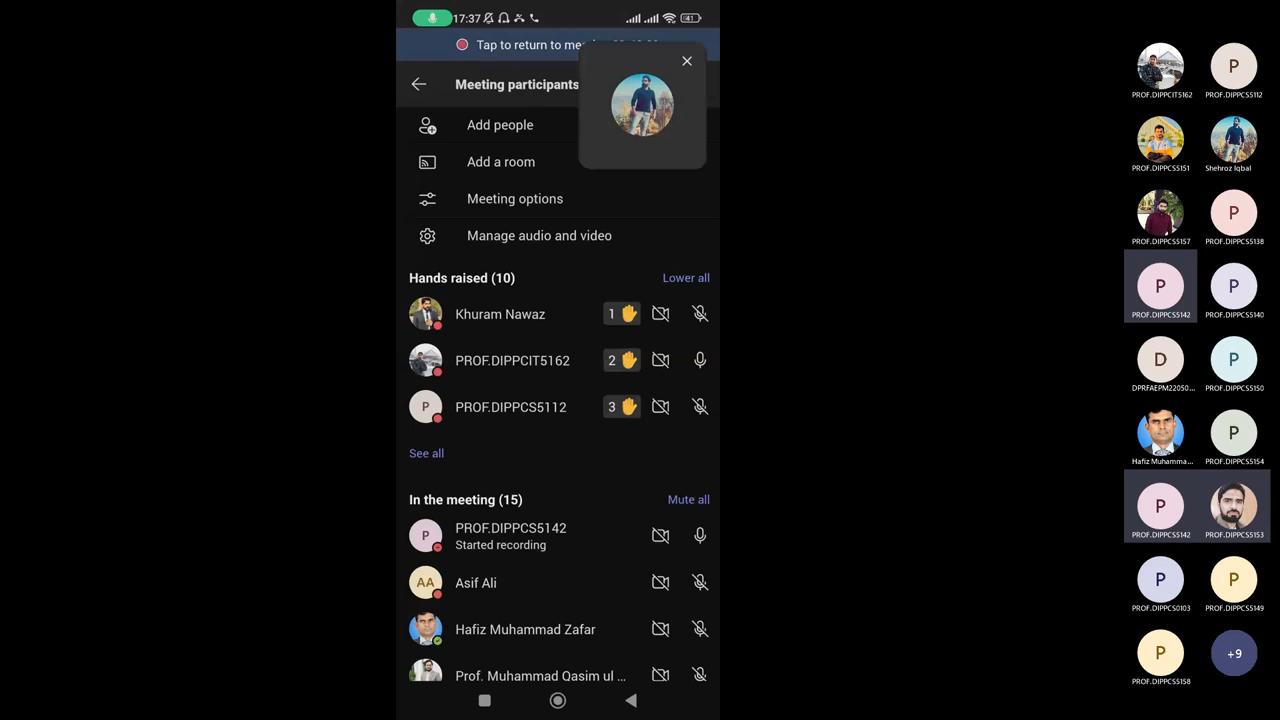 17:37
41
Tap to return to me
Meeting participants
Add people
Add a room
Meeting options
Manage audio and video
Hands raised (10)
Lower all
Khuram Nawaz
1
PROF.DIPPCIT5162
2
PROF.DIPPCS5112
3
See all
In the meeting (15)
Mute all
P
PROF.DIPPCS5142
Started recording
AA
Asif Ali
Hafiz Muhammad Zafar
Prof. Muhammad Qasim ul ...
P
PROF.DIPPCIT5162
PROF.DIPPCS5112
PROF.DIPPCS5151
Shehroz Iqbal
P
PROF.DIPPCS5157
PROF.DIPPCS5138
P
P
PROF.DIPPCS5142
PROF.DIPPCS5140
D
P
DPRFAEPM22050...
PROF.DIPPCS5150
P
Hafiz Muhamma...
PROF.DIPPCS5154
P
PROF.DIPPCS5142
PROF.DIPPCS5153
P
P
PROF.DIPPCS0103
PROF.DIPPCS5149
P
+9
PROF.DIPPCS5158